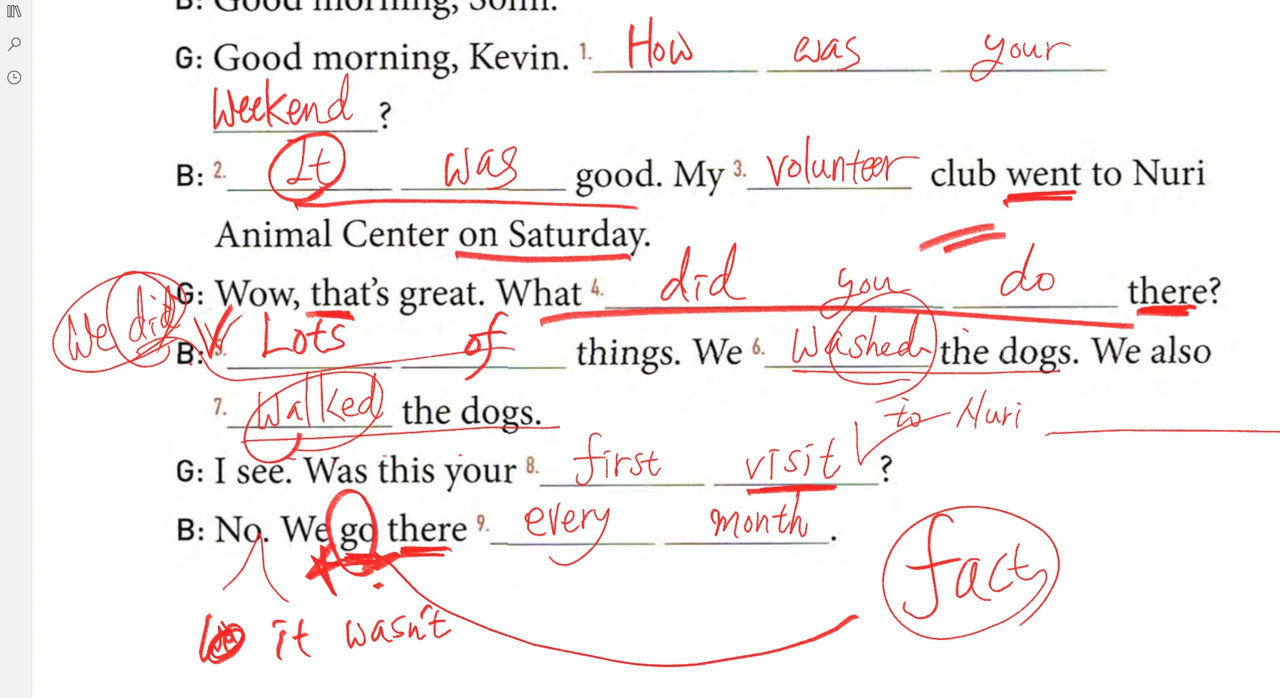 B: Good morning, Soini.
G: Good morning, Kevin. 1. How was your
Weekend ?
B: 2. It was good. My 3. volunteer club went to Nuri
Animal Center on Saturday.
G: Wow, that's great. What 4. did you do there?
We did
B: 5. Lots of things. We 6. Washed the dogs. We also
7. Walked the dogs.
to Nuri
G: I see. Was this your 8. first visit ?
B: No. We go there 9. every month.
fact
it wasn't